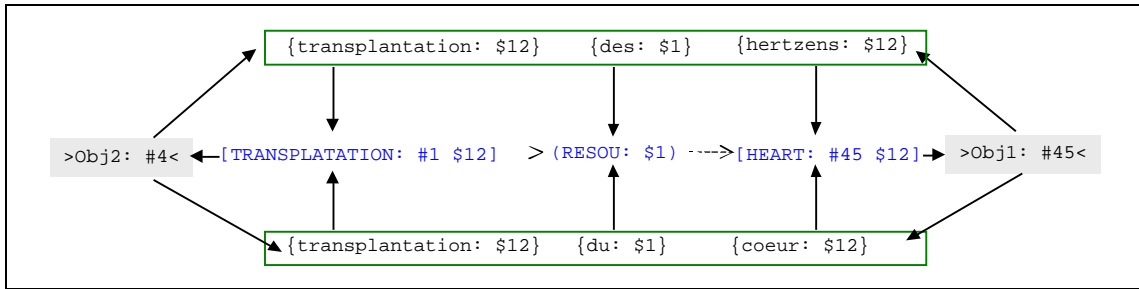 {transplantation: $12} {des: $1} {hertzens: $12}
>Obj2: #4< [TRANSPLATATION: #1 $12] >(RESOU: $1) ---->[HEART: #45 $12] >Obj1: #45<
{transplantation: $12} {du: $1} {coeur: $12}